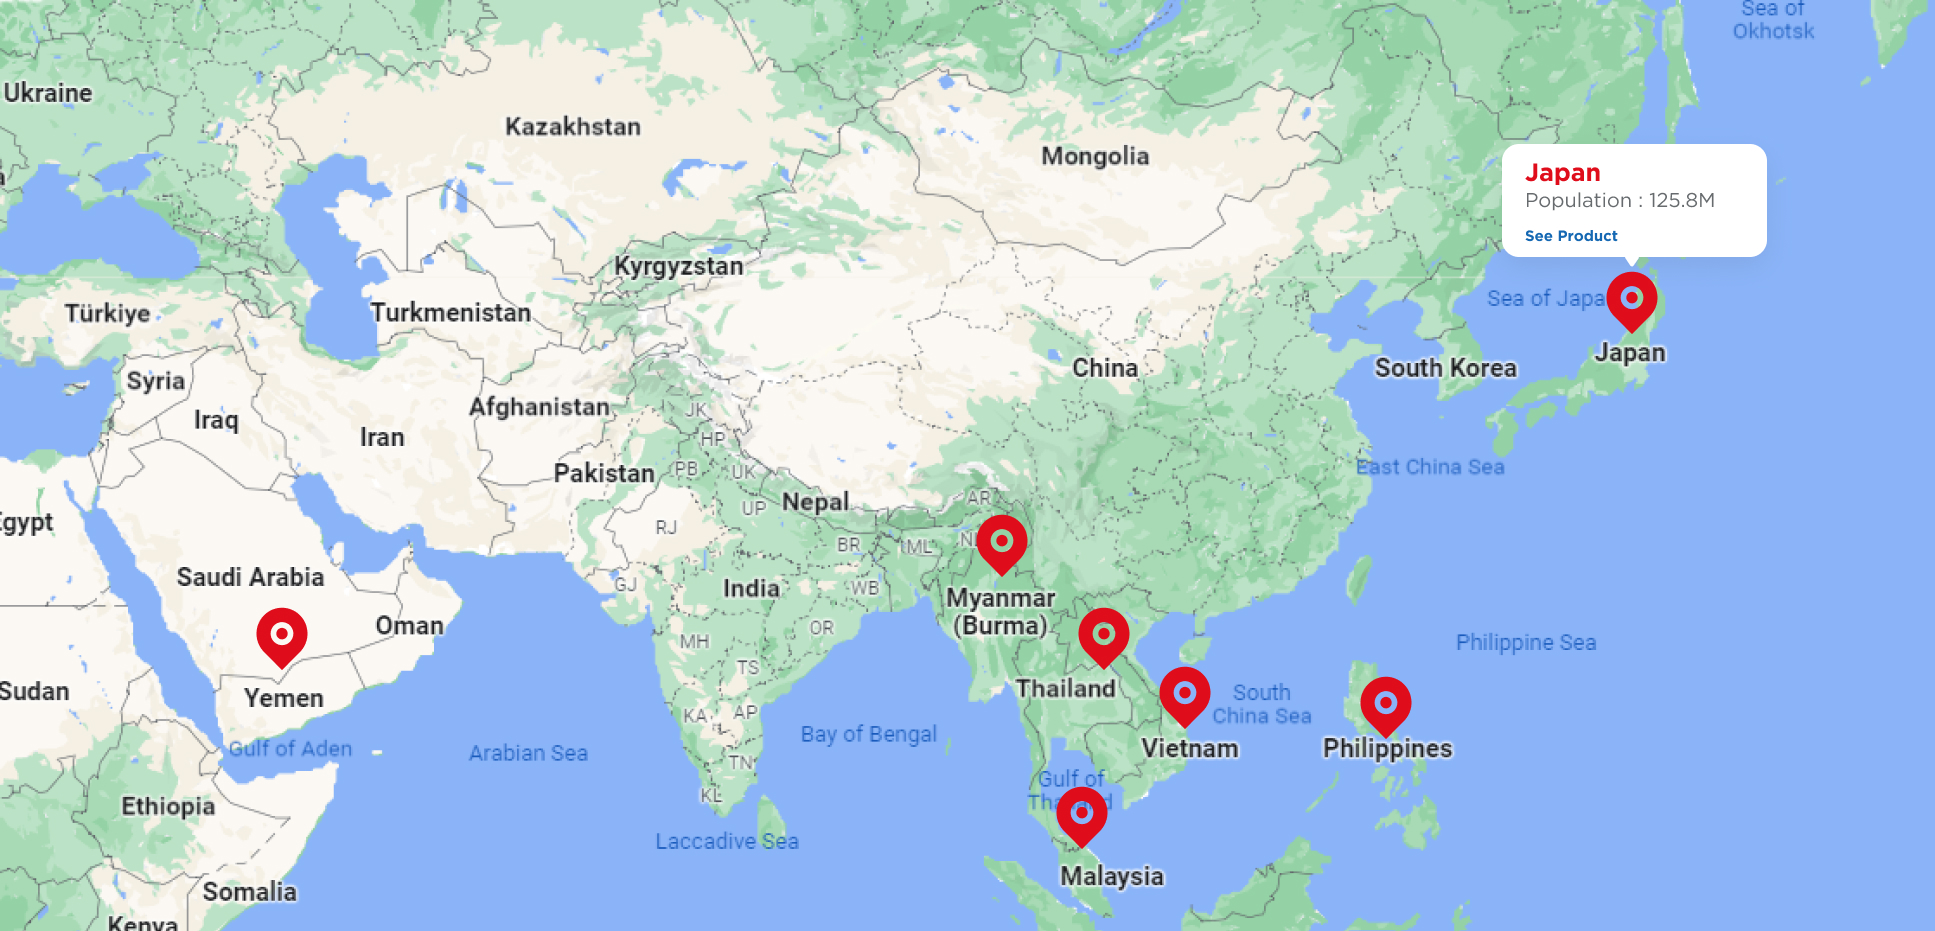 Sea of
Okhotsk
Ukraine
Kazakhstan
Mongolia
Japan
Population : 125.8M
See Product
Kyrgyzstan
Sea of Japa
Türkiye
Turkmenistan
Japan
China
South Korea
Syria
Afghanistan
JK
Iraq
Iran
HP
Pakistan
PB
UK
East China Sea
Nepal
AR
UP
Egypt
RJ
BR
ML
Saudi Arabia
GJ
India
WB
Myanmar
(Burma)
Oman
OR
MH
Philippine Sea
TS
Sudan
Yemen
Thailand
South
China Sea
KA
AP
Gulf of Aden
Arabian Sea
Bay of Bengal
Vietnam
Philippines
TN
Gulf of
KL
Ethiopia
Laccadive Sea
Malaysia
Somalia
Kenya